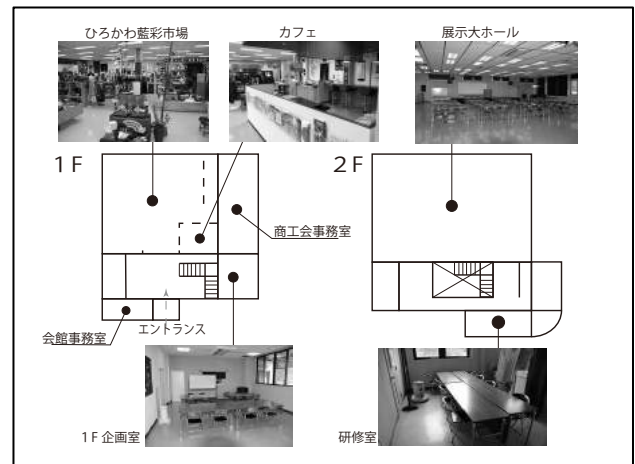 ひろかわ藍彩市場
カフェ
展示大ホール
1F
2F
商工会事務室
会館事務室
エントランス
1F企画室
研修室